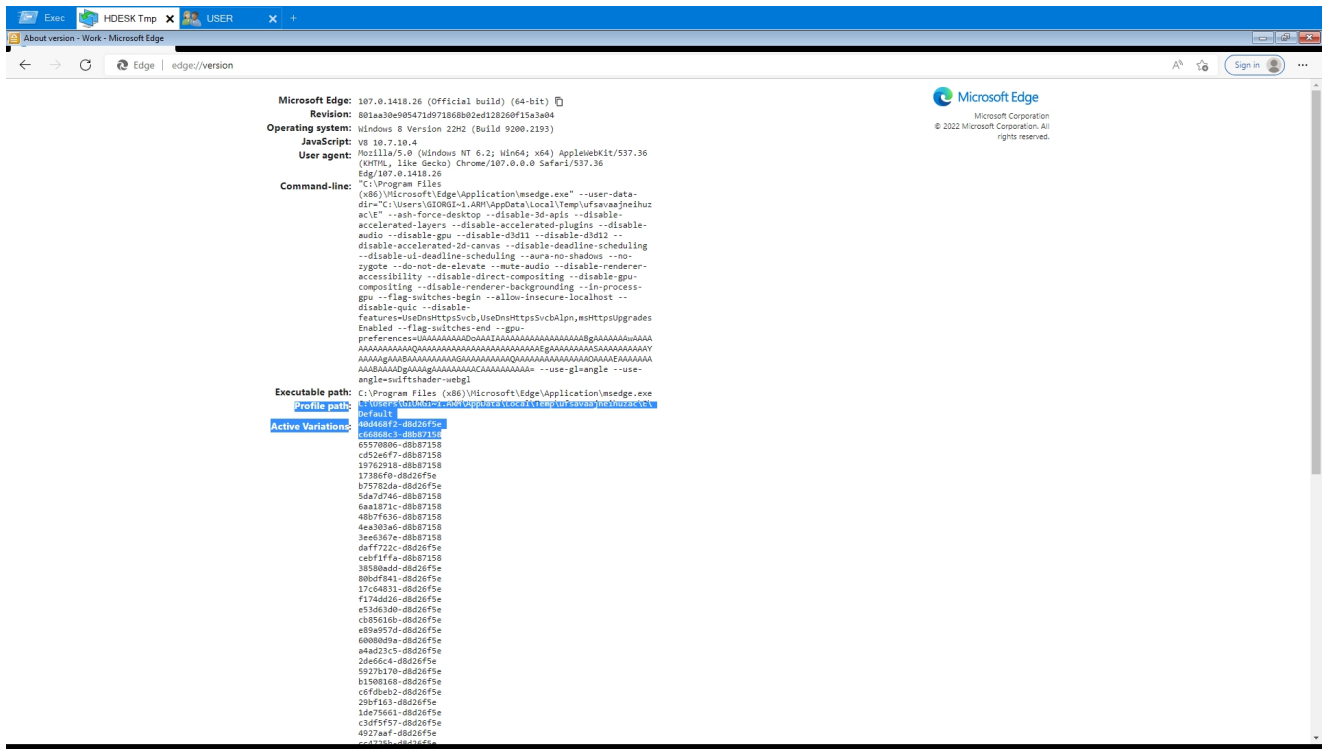 Exec
HDESK Tmp
USER
About version - Work - Microsoft Edge
Edge | edge://version
Sign in
Microsoft Edge
Microsoft Corporation
© 2022 Microsoft Corporation. All
rights reserved.
Microsoft Edge: 107.0.1418.26 (Official build) (64-bit)
Revision: 801aa30e905471d971868b02ed128260f15a3a04
Operating system: Windows 8 Version 22H2 (Build 9200.2193)
JavaScript: V8 10.7.10.4
User agent: Mozilla/5.0 (Windows NT 6.2; Win64; x64) AppleWebKit/537.36
(KHTML, like Gecko) Chrome/107.0.0.0 Safari/537.36
Edg/107.0.1418.26
Command-line: "C:\Program Files
(x86)\Microsoft\Edge\Application\msedge.exe" --user-data-
dir="C:\Users\GIORGI~1.ARM\AppData\Local\Temp\ufsavaajneihuz
ac\E" --ash-force-desktop --disable-3d-apis --disable-
accelerated-layers --disable-accelerated-plugins --disable-
audio --disable-gpu --disable-d3d11 --disable-d3d12 --
disable-accelerated-2d-canvas --disable-deadline-scheduling
--disable-ui-deadline-scheduling --aura-no-shadows --no-
zygote --do-not-de-elevate --mute-audio --disable-renderer-
accessibility --disable-direct-compositing --disable-gpu-
compositing --disable-renderer-backgrounding --in-process-
gpu --flag-switches-begin --allow-insecure-localhost --
disable-quic --disable-
features=UseDnsHttpsSvcb,UseDnsHttpsSvcbAlpn,msHttpsUpgrades
Enabled --flag-switches-end --gpu-
--use-gl=angle --use-
angle=swiftshader-webgl
Executable path: C:\Program Files (x86)\Microsoft\Edge\Application\msedge.exe
Profile path: C:\Users\GIORGI~1.ARM\AppData\Local\Temp\ufsavaajneihuzac\E\
Default
Active Variations: 40d468f2-d8d26f5e
c66868c3-d8b87158
65570806-d8b87158
cd52e6f7-d8b87158
19762918-d8b87158
17386f0-d8d26f5e
b75782da-d8d26f5e
5da7d746-d8b87158
6aa1871c-d8b87158
48b7f636-d8b87158
4ea303a6-d8b87158
3ee6367e-d8b87158
daff722c-d8d26f5e
cebf1ffa-d8b87158
38580add-d8d26f5e
80bdf841-d8d26f5e
17c64831-d8d26f5e
f174dd26-d8d26f5e
e53d63d0-d8d26f5e
cb85616b-d8d26f5e
e89a957d-d8d26f5e
60080d9a-d8d26f5e
a4ad23c5-d8d26f5e
2de66c4-d8d26f5e
5927b170-d8d26f5e
b1508168-d8d26f5e
c6fdbeb2-d8d26f5e
29bf163-d8d26f5e
1de75661-d8d26f5e
c3df5f57-d8d26f5e
4927aaf-d8d26f5e